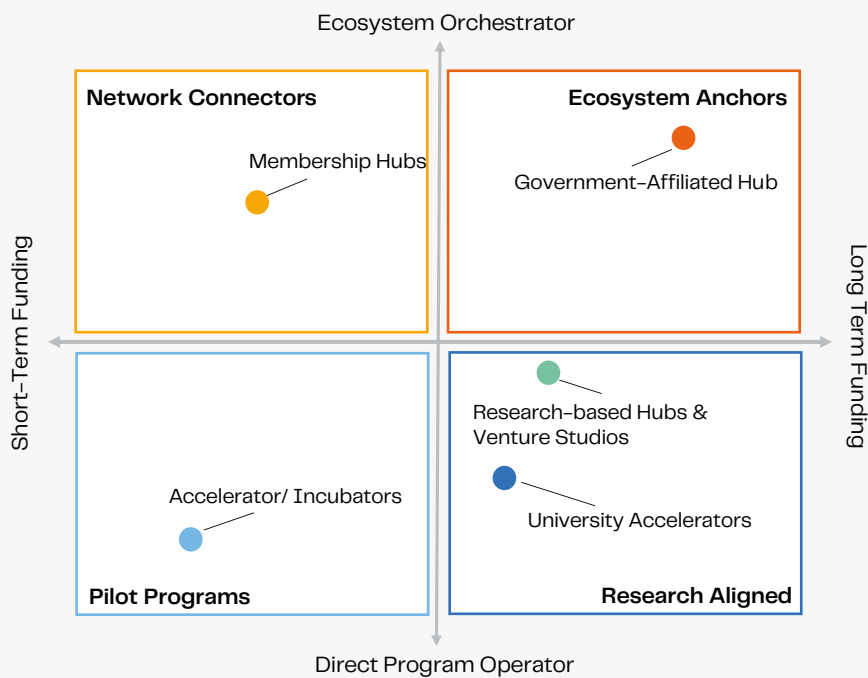 Ecosystem Orchestrator
Network Connectors
Ecosystem Anchors
Membership Hubs
Government-Affiliated Hub
Short-Term Funding
Long Term Funding
Research-based Hubs &
Venture Studios
Accelerator/ Incubators
University Accelerators
Pilot Programs
Research Aligned
Direct Program Operator